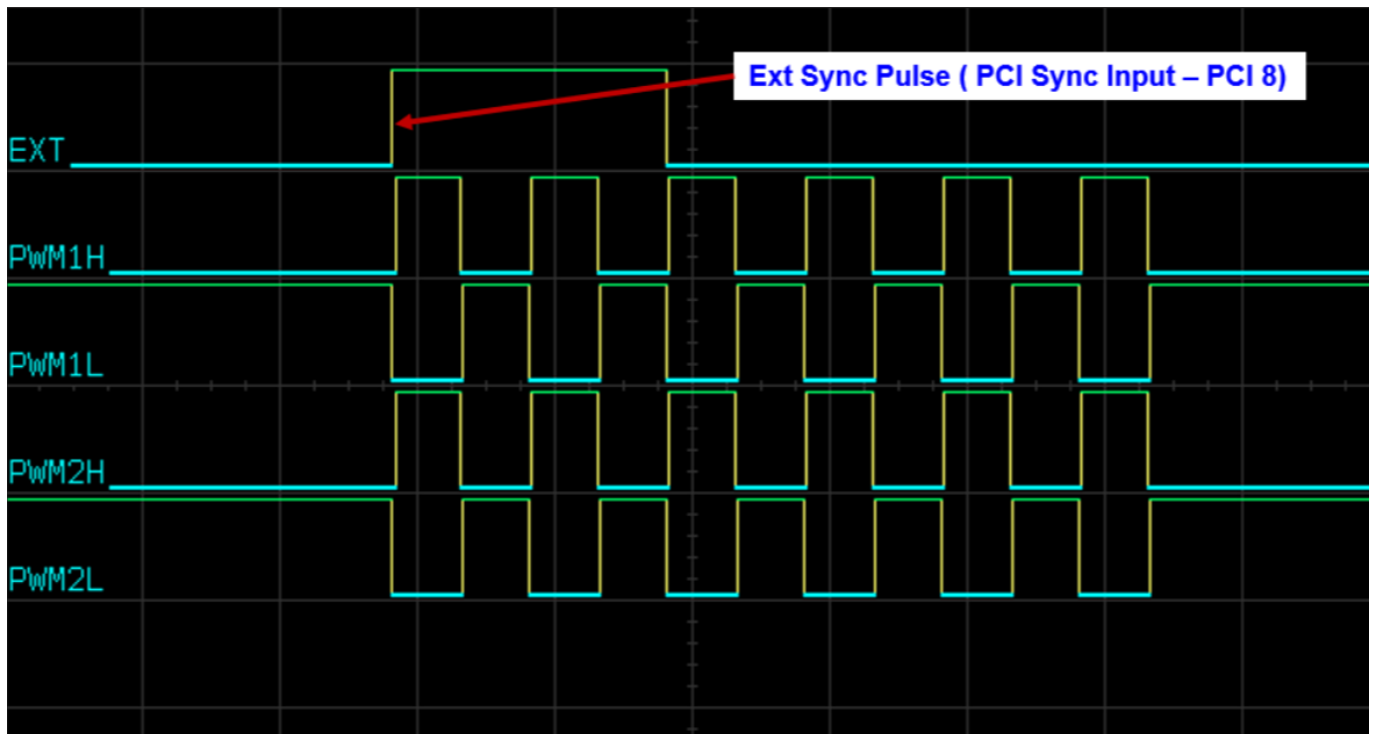 Ext Sync Pulse ( PCI Sync Input – PCI 8)
EXT
PWM1H
PWM1L
PWM2H
PWM2L